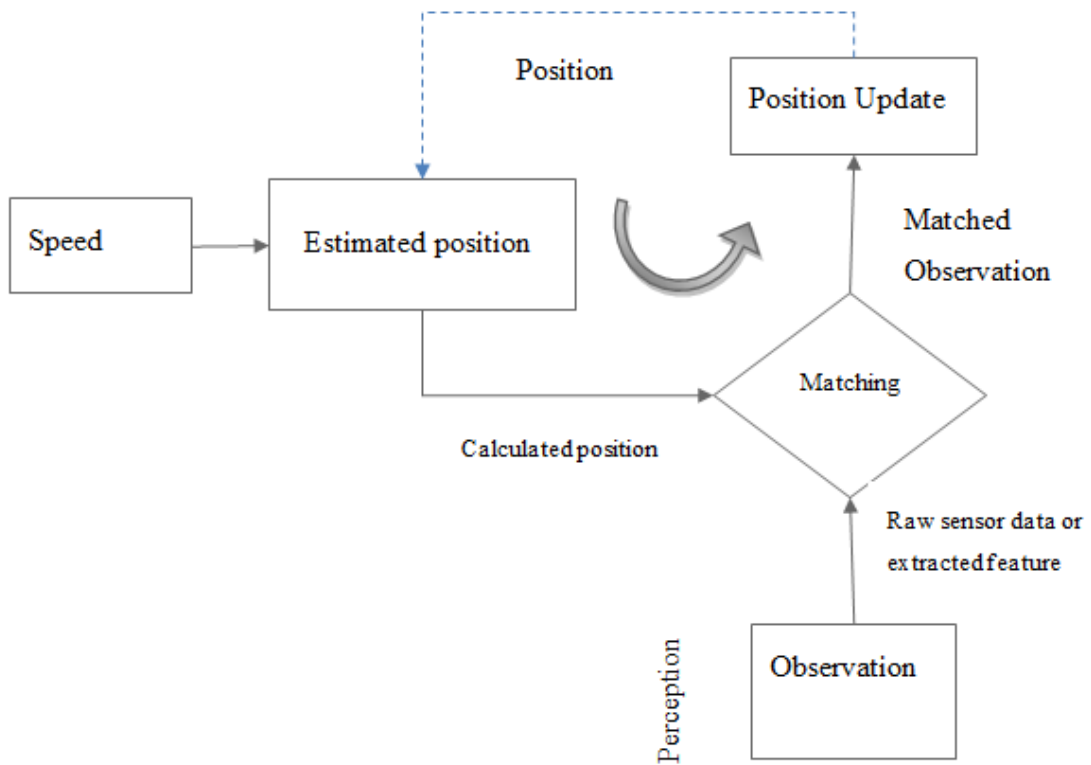 Position
Position Update
Speed
Estimated position
Matched
Observation
Matching
Calculated position
Raw sensor data or
extracted feature
Observation
Perception